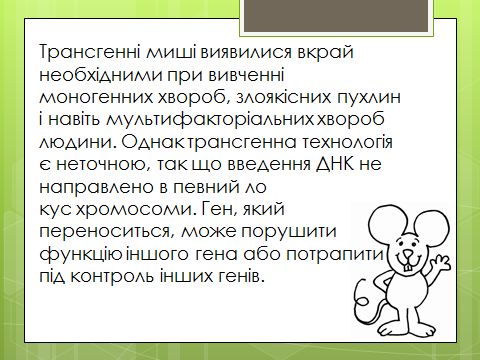 Трансгенні миші виявилися вкрай
необхідними при вивченні
моногенних хвороб, злоякісних пухлин
і навіть мультифакторіальних хвороб
людини. Однак трансгенна технологія
є неточною, так що введення ДНК не
направлено в певний ло
кус хромосоми. Ген, який
переноситься, може порушити
функцію іншого гена або потрапити
під контроль інших генів.